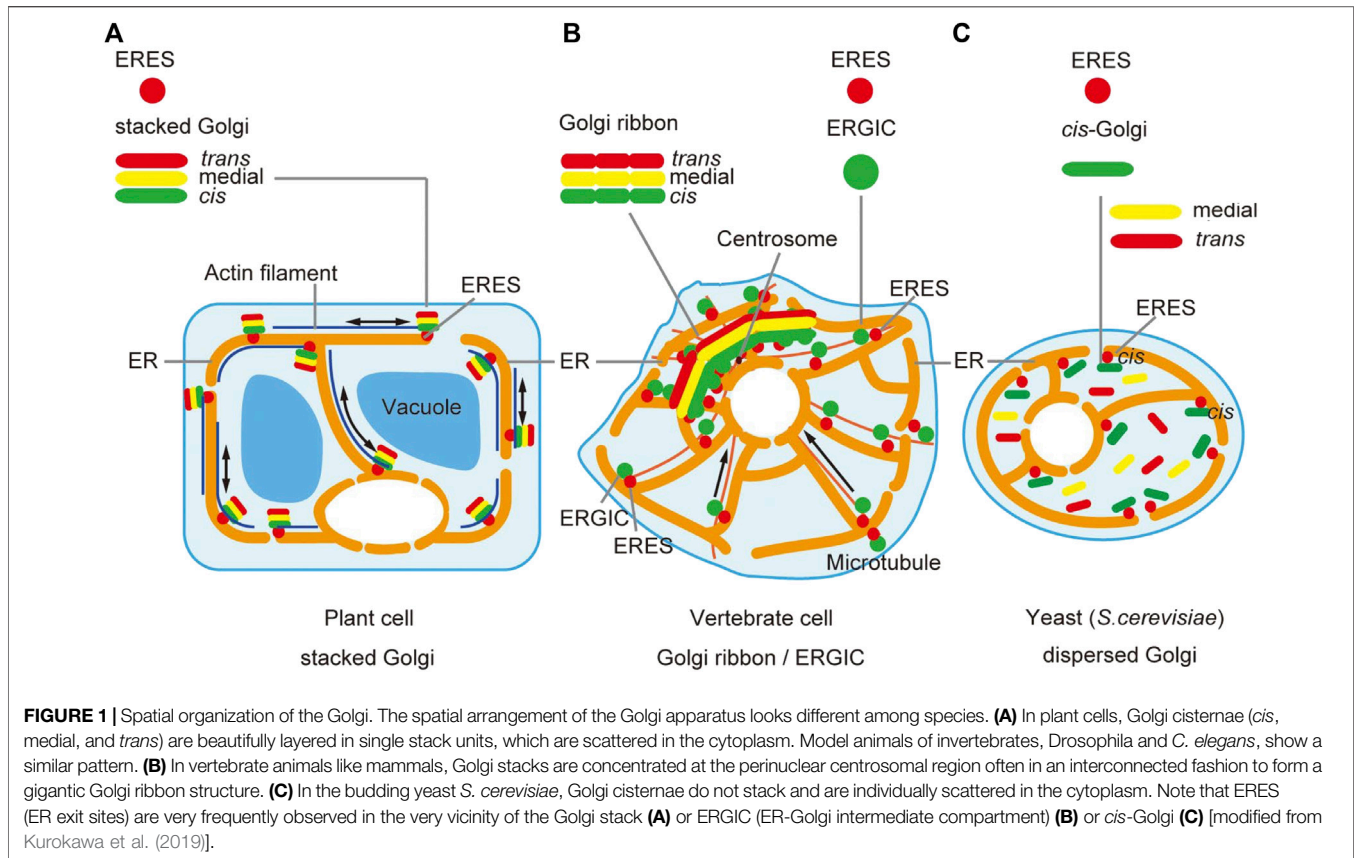 A
ERES
stacked Golgi
trans
medial
cis
Actin filament
ERES
ER
Vacuole
Plant cell
stacked Golgi
B
ERES
Golgi ribbon
ERGIC
trans
medial
cis
Centrosome
ERES
ER
ER
ERGIC
ERES
Microtubule
Vertebrate cell
Golgi ribbon / ERGIC
C
ERES
cis-Golgi
medial
trans
ERES
cis
cis
Yeast (S.cerevisiae)
dispersed Golgi
FIGURE 1 | Spatial organization of the Golgi. The spatial arrangement of the Golgi apparatus looks different among species. (A) In plant cells, Golgi cisternae (cis,
medial, and trans) are beautifully layered in single stack units, which are scattered in the cytoplasm. Model animals of invertebrates, Drosophila and C. elegans, show a
similar pattern. (B) In vertebrate animals like mammals, Golgi stacks are concentrated at the perinuclear centrosomal region often in an interconnected fashion to form a
gigantic Golgi ribbon structure. (C) In the budding yeast S. cerevisiae, Golgi cisternae do not stack and are individually scattered in the cytoplasm. Note that ERES
(ER exit sites) are very frequently observed in the very vicinity of the Golgi stack (A) or ERGIC (ER-Golgi intermediate compartment) (B) or cis-Golgi (C) [modified from
Kurokawa et al. (2019)].